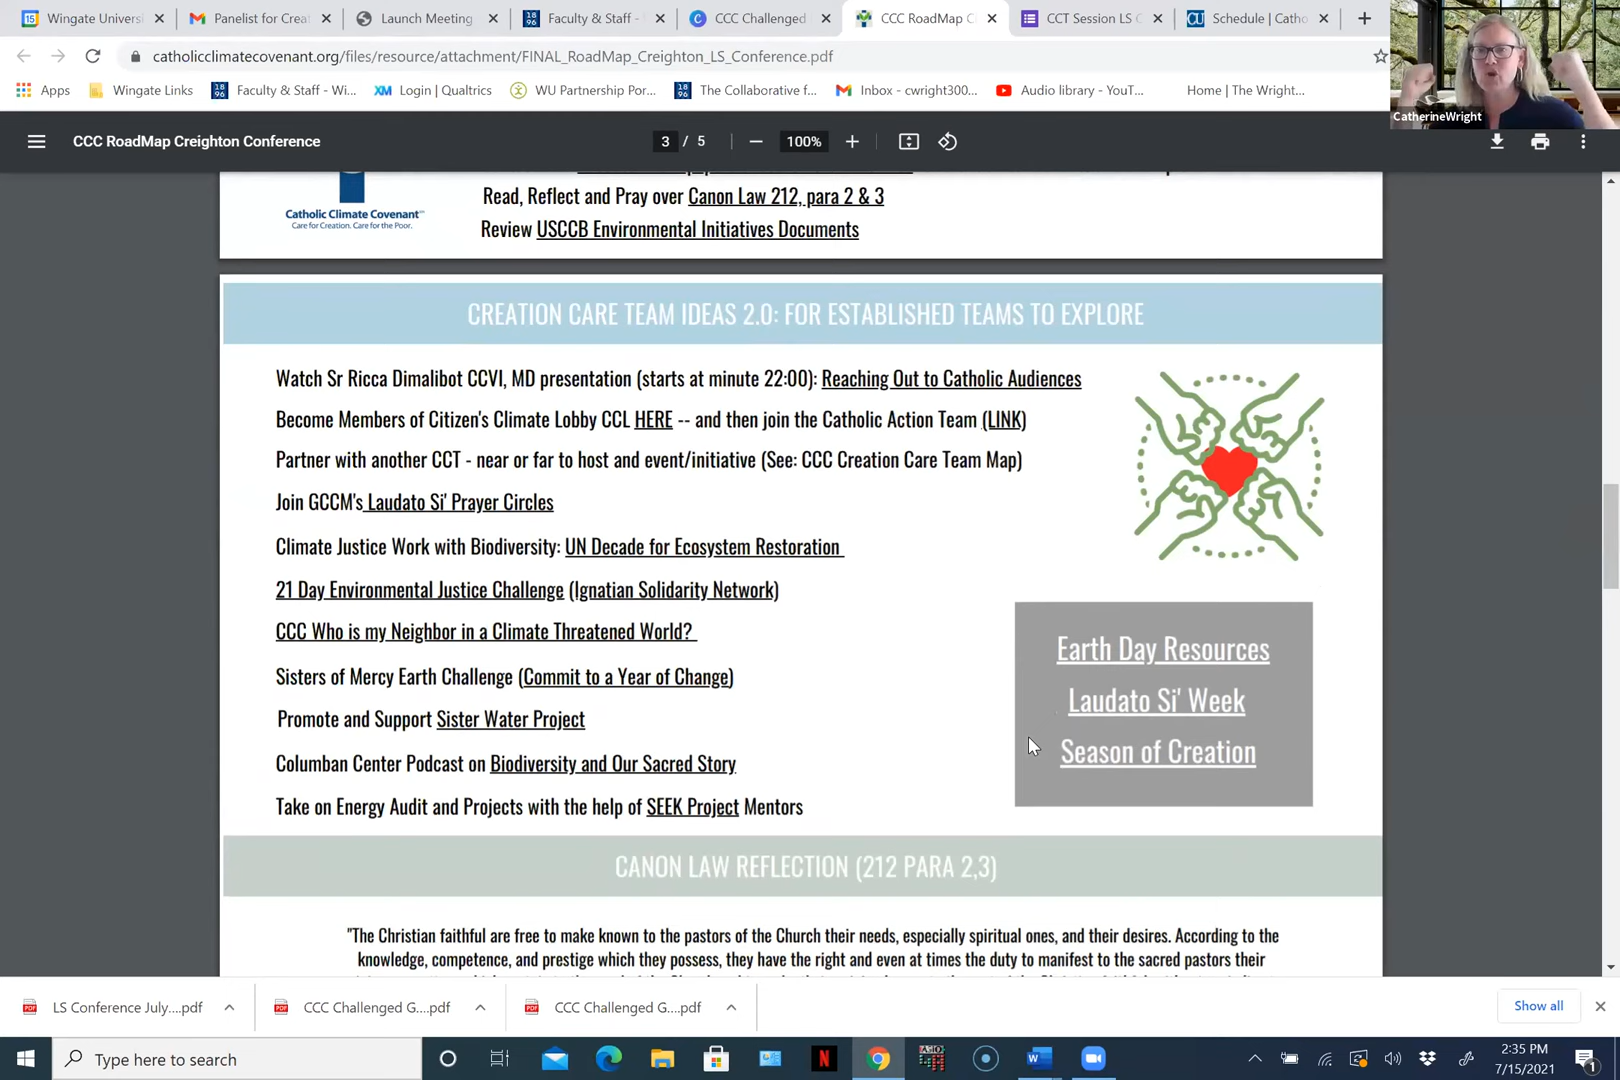 Wingate Universi
Panelist for Crea
Launch Meeting
Faculty & Staff -
CCC Challenged
CCC RoadMap C
CCT Session LS C
Schedule | Catho
catholicclimatecovenant.org/files/resource/attachment/FINAL_RoadMap_Creighton_LS_Conference.pdf
Apps
Wingate Links
Faculty & Staff - Wi...
Login | Qualtrics
WU Partnership Por...
The Collaborative f...
Inbox - cwright300...
Audio library - YouT...
Home | The Wright...
CatherineWright
CCC RoadMap Creighton Conference
3 / 5
100%
Read, Reflect and Pray over Canon Law 212, para 2 & 3
Catholic Climate Covenant
Care for Creation. Care for the Poor.
Review USCCB Environmental Initiatives Documents
CREATION CARE TEAM IDEAS 2.0: FOR ESTABLISHED TEAMS TO EXPLORE
Watch Sr Ricca Dimalibot CCVI, MD presentation (starts at minute 22:00): Reaching Out to Catholic Audiences
Become Members of Citizen's Climate Lobby CCL HERE -- and then join the Catholic Action Team (LINK)
Partner with another CCT - near or far to host and event/initiative (See: CCC Creation Care Team Map)
Join GCCM's Laudato Si' Prayer Circles
Climate Justice Work with Biodiversity: UN Decade for Ecosystem Restoration
21 Day Environmental Justice Challenge (Ignatian Solidarity Network)
CCC Who is my Neighbor in a Climate Threatened World?
Sisters of Mercy Earth Challenge (Commit to a Year of Change)
Promote and Support Sister Water Project
Columban Center Podcast on Biodiversity and Our Sacred Story
Take on Energy Audit and Projects with the help of SEEK Project Mentors
Earth Day Resources
Laudato Si' Week
Season of Creation
CANON LAW REFLECTION (212 PARA 2,3)
"The Christian faithful are free to make known to the pastors of the Church their needs, especially spiritual ones, and their desires. According to the
knowledge, competence, and prestige which they possess, they have the right and even at times the duty to manifest to the sacred pastors their
LS Conference July....pdf
CCC Challenged G....pdf
CCC Challenged G....pdf
Show all
Type here to search
2:35 PM
7/15/2021